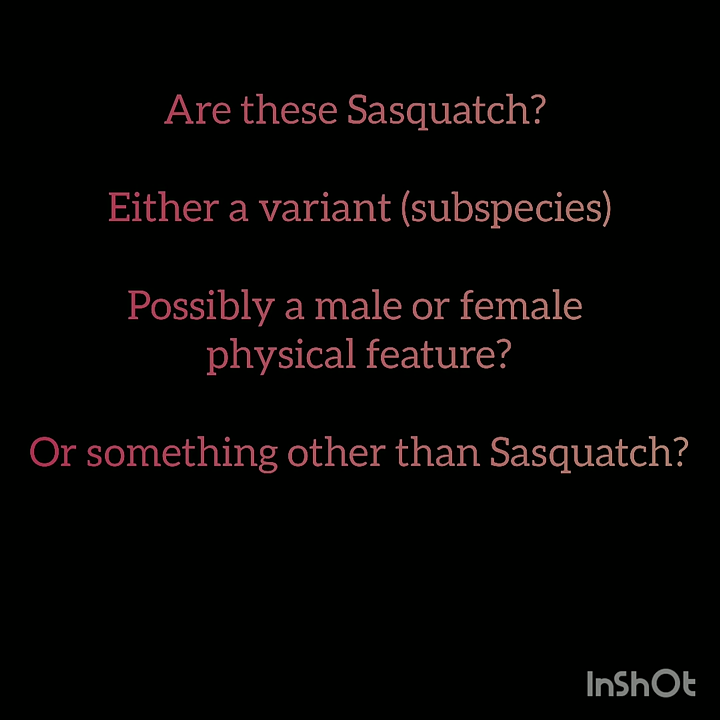 Are these Sasquatch?
Either a variant (subspecies)
Possibly a male or female
physical feature?
Or something other than Sasquatch?
InShOt